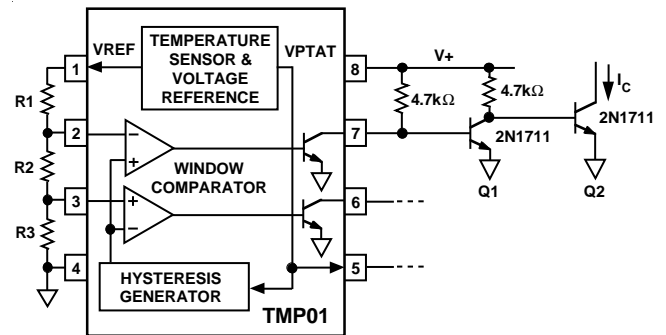 TEMPERATURE
SENSOR &
VOLTAGE
REFERENCE
VREF
VPTAT
1
2
3
4
R1
R2
R3
WINDOW
COMPARATOR
HYSTERESIS
GENERATOR
TMP01
8
7
6
5
V+
4.7kΩ
4.7kΩ
2N1711
Q1
IC
2N1711
Q2